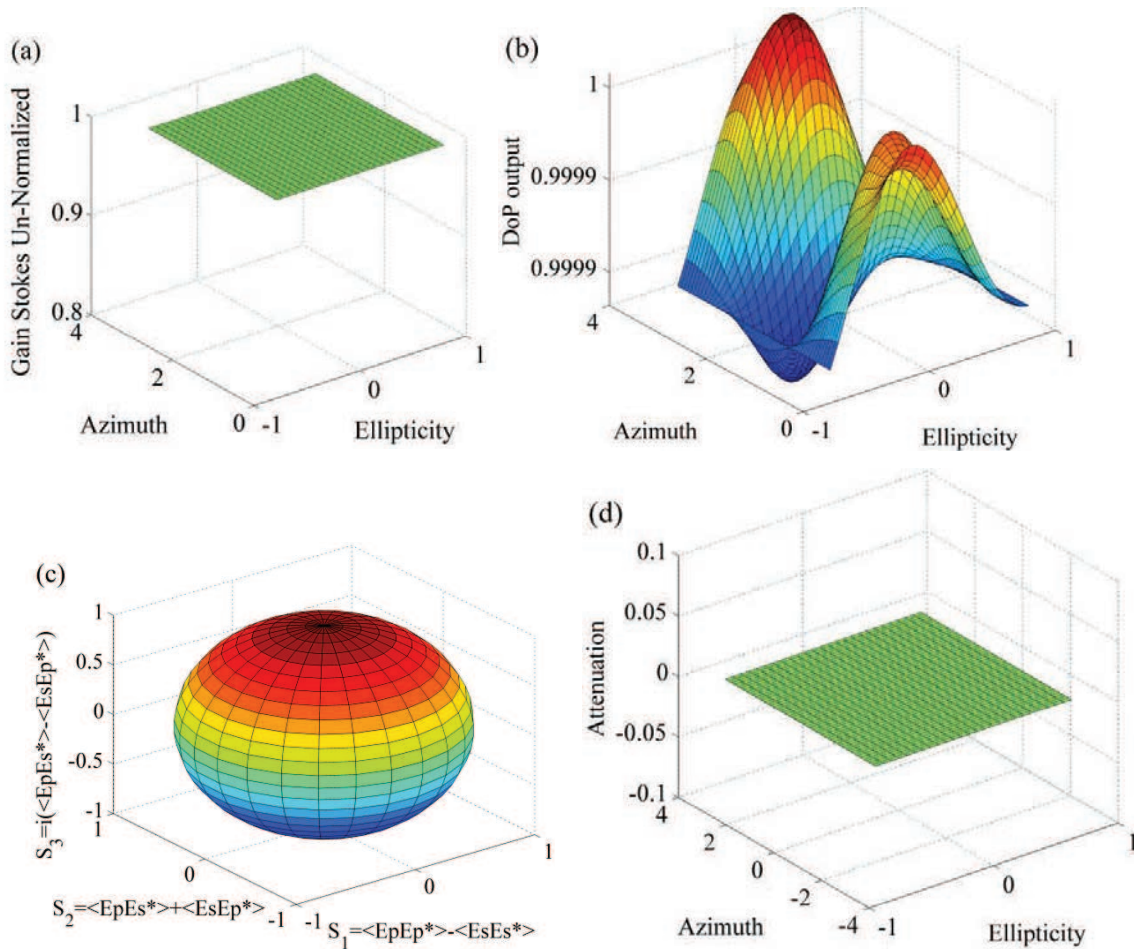 (a)
Gain Stokes Un-Normalized
1
0.9
0.8
4
2
0
Azimuth
-1
0
1
Ellipticity
(b)
DoP output
1
0.9999
0.9999
4
2
0
Azimuth
-1
0
1
Ellipticity
(c)
S3=i(<EpEs*>-<EsEp*>)
1
0.5
0
-0.5
-1
1
0
-1
S2=<EpEs*>+<EsEp*>
-1
0
1
S1=<EpEp*>-<EsEs*>
(d)
Attenuation
0.1
0.05
0
-0.05
-0.1
4
2
0
-2
-4
Azimuth
-1
0
1
Ellipticity